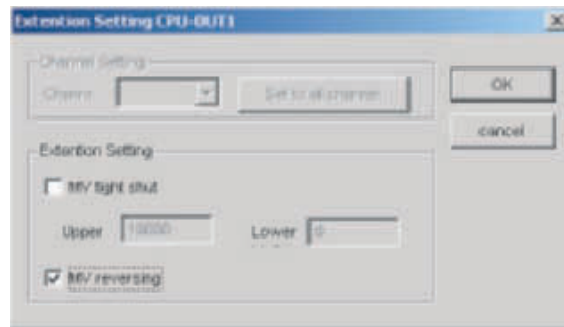 Extention Setting CPU-OUT1
Channel Setting
Channel
Set to all channel
OK
cancel
Extention Setting
MV tight shut
Upper 10000
Lower 0
MV reversing